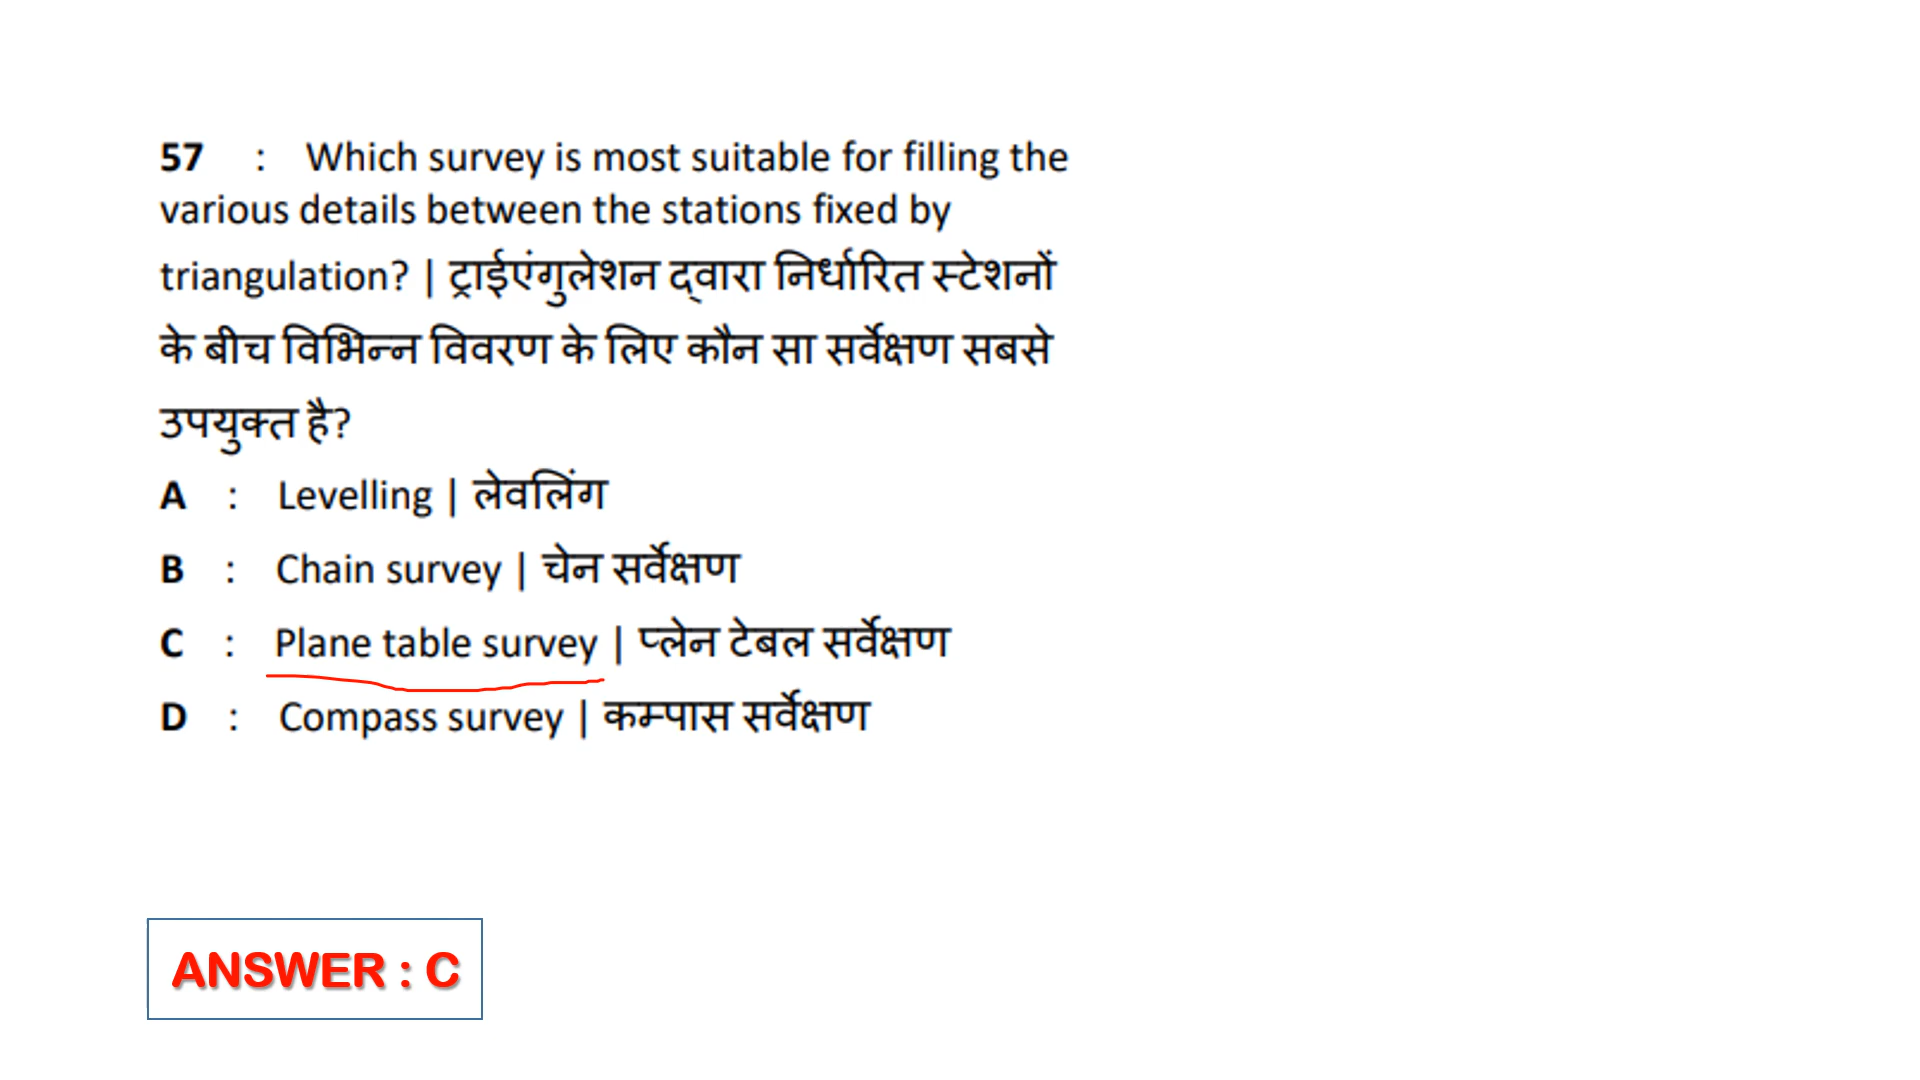 57 : Which survey is most suitable for filling the
various details between the stations fixed by
triangulation? | ट्राईएंगुलेशन द्वारा निर्धारित स्टेशनों
के बीच विभिन्न विवरण के लिए कौन सा सर्वेक्षण सबसे
उपयुक्त है?
A : Levelling | लेवलिंग
B : Chain survey | चेन सर्वेक्षण
C : Plane table survey | प्लेन टेबल सर्वेक्षण
D : Compass survey | कम्पास सर्वेक्षण
ANSWER : C